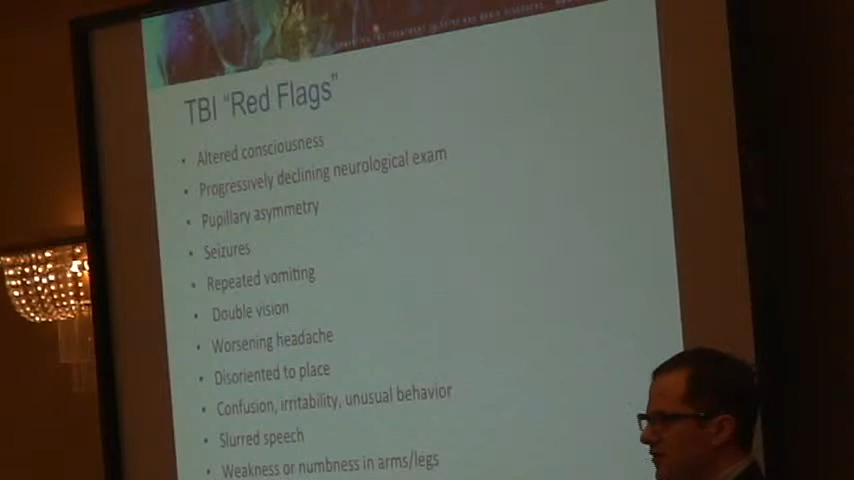 TBI "Red Flags"
• Altered consciousness
• Progressively declining neurological exam
• Pupillary asymmetry
• Seizures
• Repeated vomiting
• Double vision
• Worsening headache
• Disoriented to place
• Confusion, irritability, unusual behavior
• Slurred speech
• Weakness or numbness in arms/legs